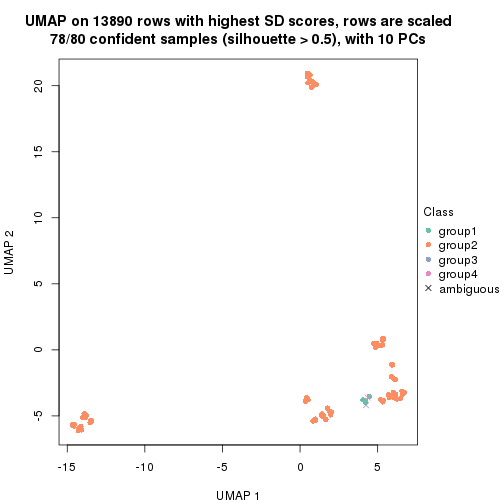 UMAP on 13890 rows with highest SD scores, rows are scaled
78/80 confident samples (silhouette > 0.5), with 10 PCs
20
15
10
5
0
-5
UMAP 2
-15
-10
-5
0
5
UMAP 1
Class
group1
group2
group3
group4
ambiguous